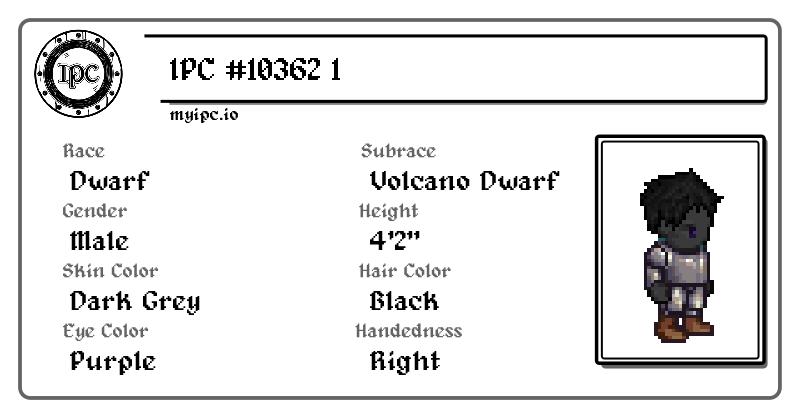 IPC
IPC #10362 1
myipc.io
Race
Dwarf
Subrace
Volcano Dwarf
Gender
Male
Height
4'2"
Skin Color
Dark Grey
Hair Color
Black
Eye Color
Purple
Handedness
Right